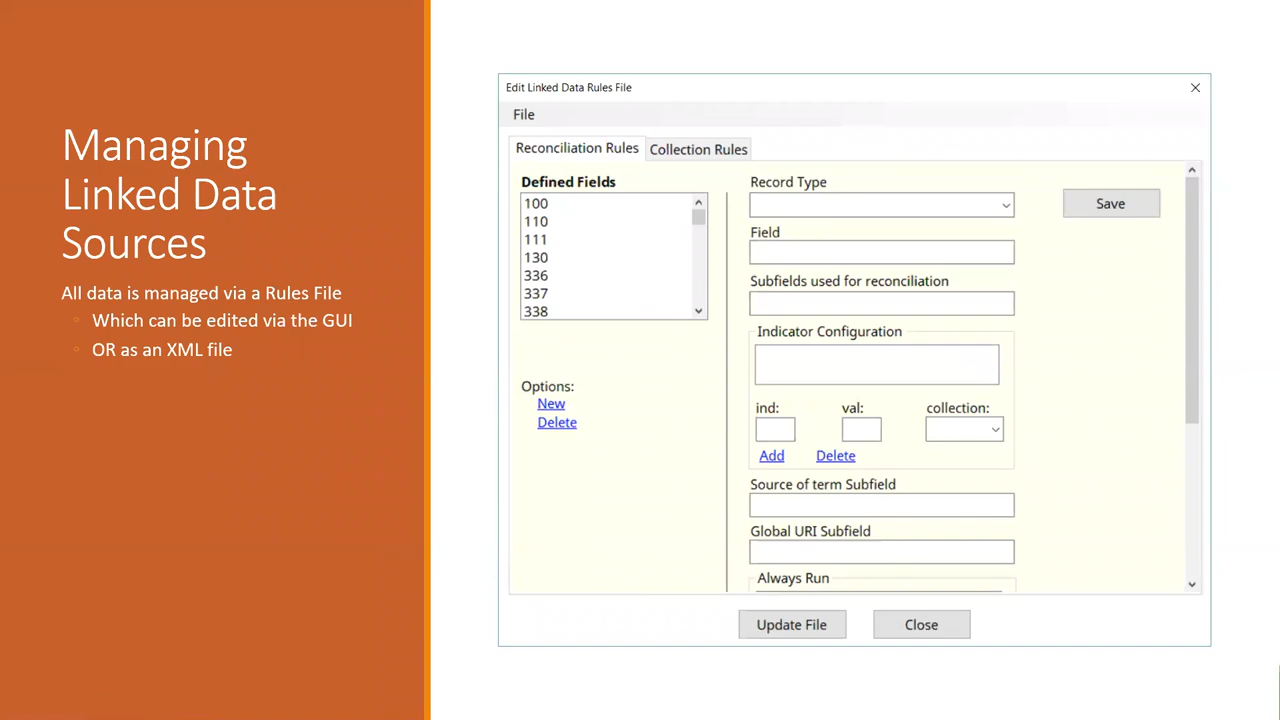 Managing
Linked Data
Sources
All data is managed via a Rules File
Which can be edited via the GUI
OR as an XML file
Edit Linked Data Rules File
File
Reconciliation Rules
Collection Rules
Defined Fields
100
110
111
130
336
337
338
Options:
New
Delete
Record Type
Save
Field
Subfields used for reconciliation
Indicator Configuration
ind: val: collection:
Add Delete
Source of term Subfield
Global URI Subfield
Always Run
Update File
Close